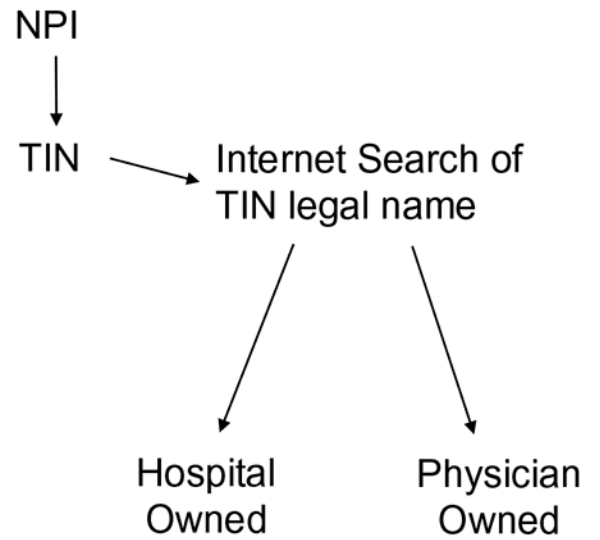 NPI
TIN
Internet Search of
TIN legal name
Hospital
Owned
Physician
Owned